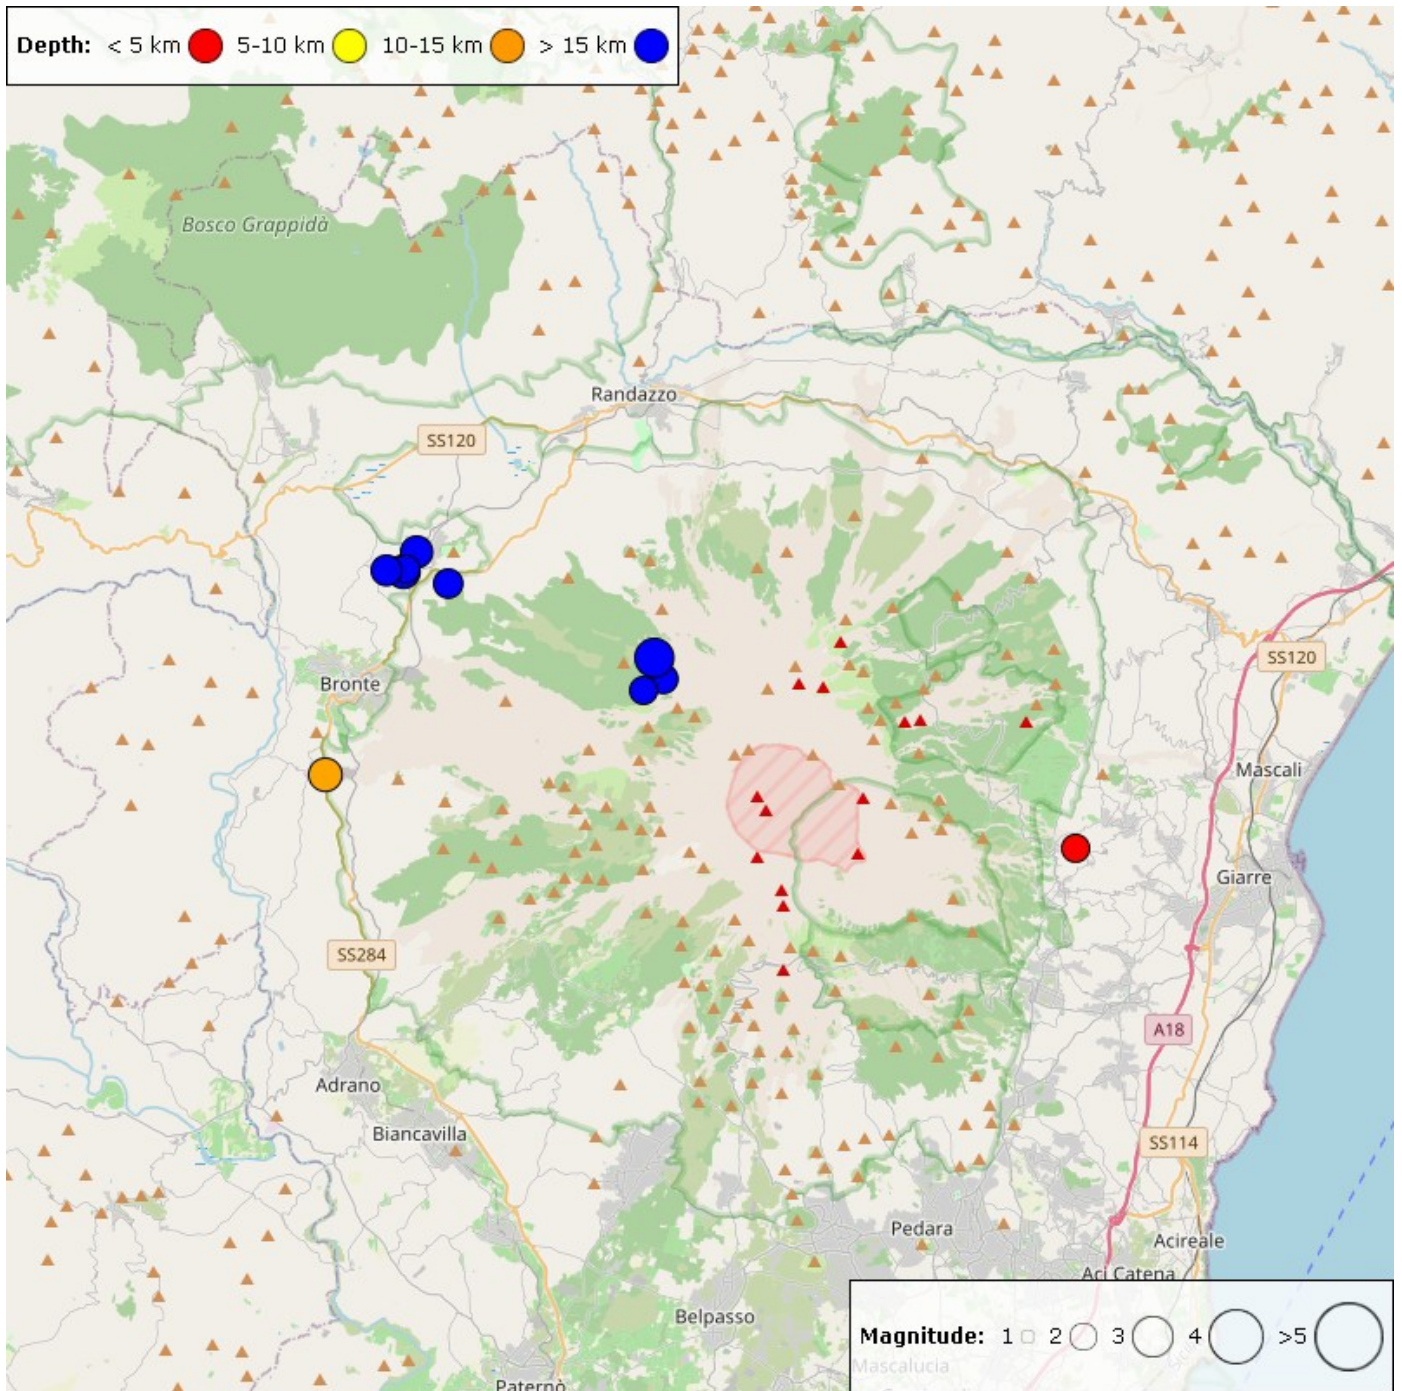 Depth: < 5 km 5-10 km 10-15 km > 15 km
Bosco Grappidà
Randazzo
SS120
SS120
Bronte
Mascali
Giarre
SS284
A18
Adrano
Biancavilla
SS114
Pedara
Acireale
Aci Catena
Belpasso
Magnitude: 1 2 3 4 >5
Mascalucia
Paternò